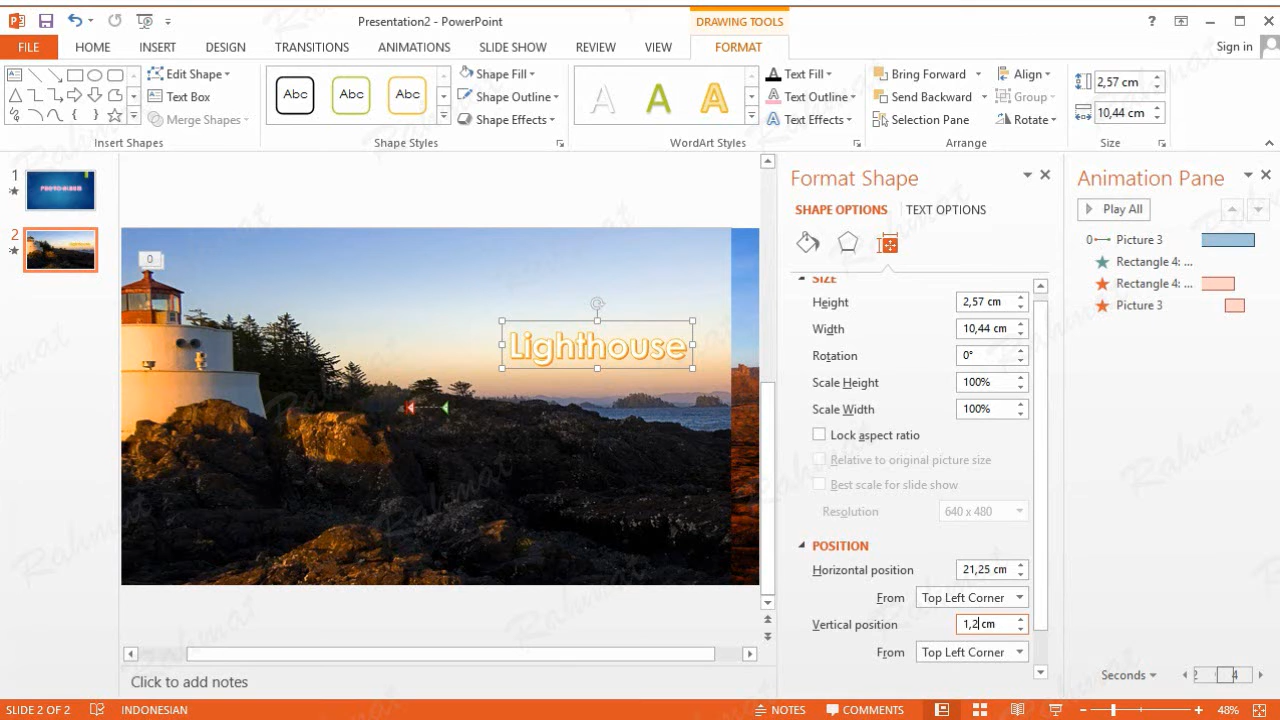 Presentation2 - PowerPoint
DRAWING TOOLS
?
Sign in
FILE
HOME
INSERT
DESIGN
TRANSITIONS
ANIMATIONS
SLIDE SHOW
REVIEW
VIEW
FORMAT
Edit Shape
Text Box
Merge Shapes
Insert Shapes
Abc
Abc
Abc
Shape Fill
Shape Outline
Shape Effects
Shape Styles
A
A
A
WordArt Styles
Text Fill
Text Outline
Text Effects
Bring Forward
Send Backward
Selection Pane
Align
Group
Rotate
Arrange
2,57 cm
10,44 cm
Size
1
PHOTO ALBUM
2
0
Lighthouse
Click to add notes
Format Shape
SHAPE OPTIONS
TEXT OPTIONS
SIZE
Height 2,57 cm
Width 10,44 cm
Rotation 0°
Scale Height 100%
Scale Width 100%
Lock aspect ratio
Relative to original picture size
Best scale for slide show
Resolution 640 x 480
POSITION
Horizontal position 21,25 cm
From Top Left Corner
Vertical position 1,2 cm
From Top Left Corner
Animation Pane
Play All
0 Picture 3
Rectangle 4: ...
Rectangle 4: ...
Picture 3
Seconds
2
4
SLIDE 2 OF 2
INDONESIAN
NOTES
COMMENTS
48%
Rahmat